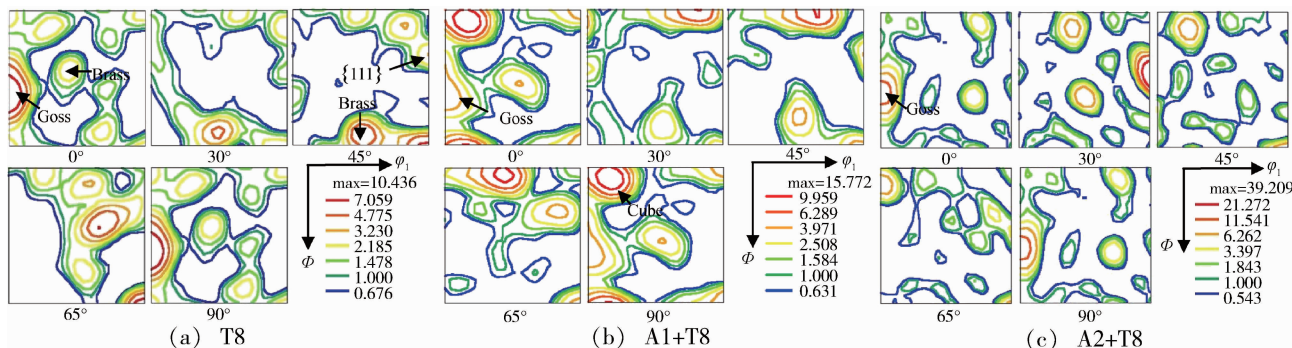 Brass
Goss
{111}
Brass
0°
30°
45°
φ₁
Φ
max=10.436
7.059
4.775
3.230
2.185
1.478
1.000
0.676
65°
90°
(a) T8
Goss
0°
30°
45°
φ₁
Φ
max=15.772
9.959
6.289
3.971
2.508
1.584
1.000
0.631
Cube
65°
90°
(b) A1+T8
Goss
0°
30°
45°
φ₁
Φ
max=39.209
21.272
11.541
6.262
3.397
1.843
1.000
0.543
65°
90°
(c) A2+T8